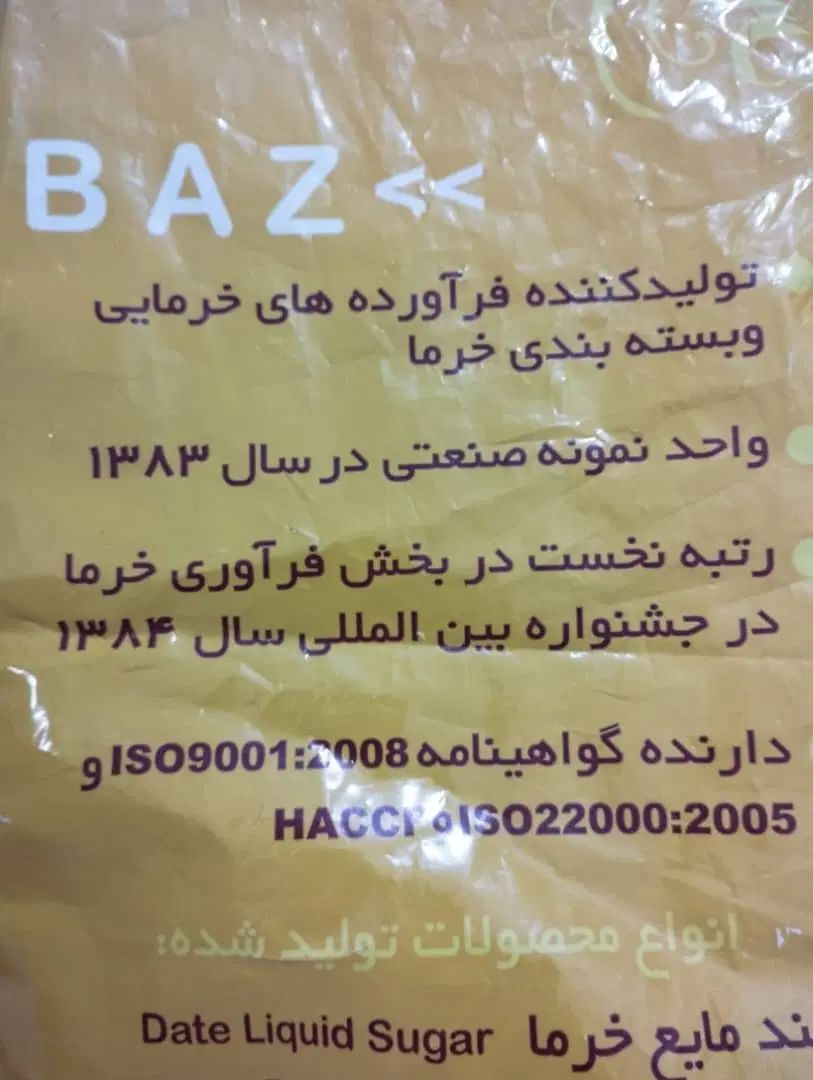 BAZ <<
تولیدکننده فرآورده های خرمایی
وبسته بندی خرما
واحد نمونه صنعتی در سال ۱۳۸۳
رتبه نخست در بخش فرآوری خرما
در جشنواره بین المللی سال ۱۳۸۴
دارنده گواهینامه ISO9001:2008 و
ISO22000:2005 و HACCP
انواع محصولات تولید شده:
مایع خرما Date Liquid Sugar